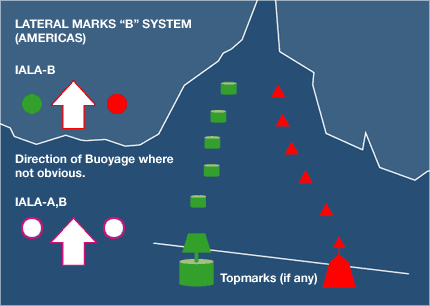 LATERAL MARKS “B” SYSTEM
(AMERICAS)
IALA-B
Direction of Buoyage where
not obvious.
IALA-A,B
Topmarks (if any)